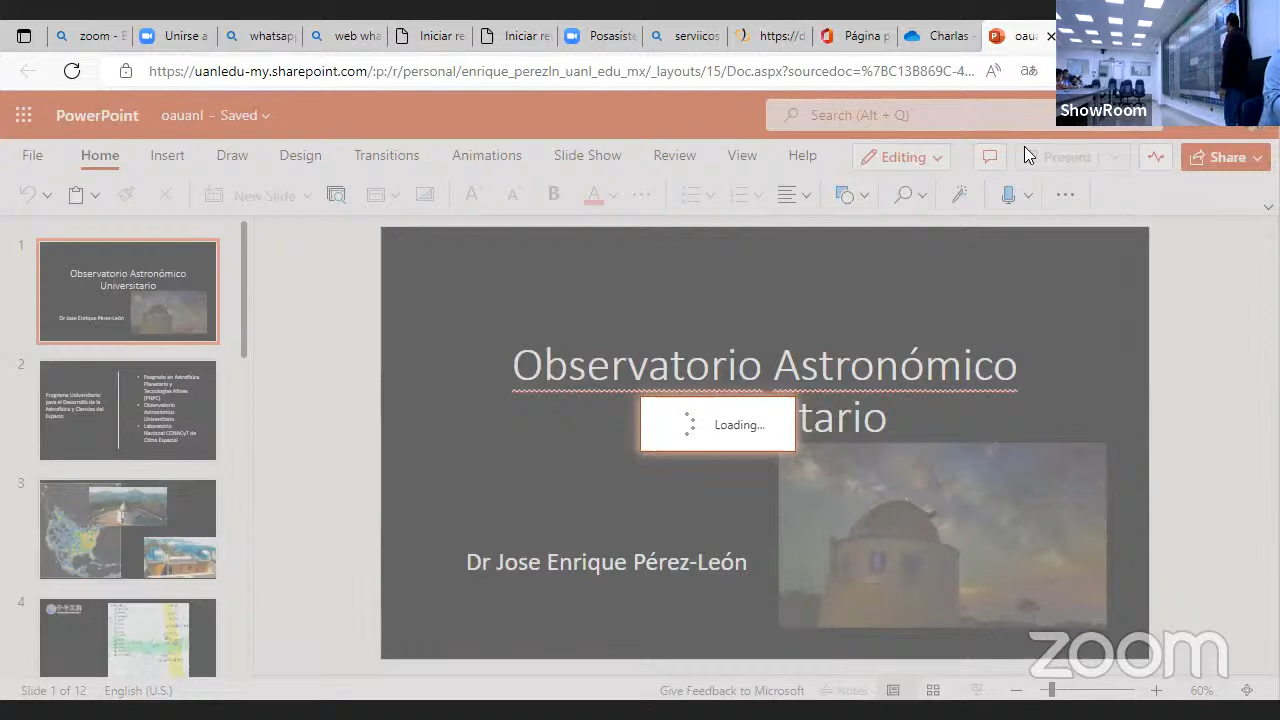 zoom - E
Unirse a
whatsap
web wha
Iniciar re
Iniciar re
Posasiste
serviicos
https://d
Página p
Charlas -
oau
https://uanledu-my.sharepoint.com/:p:/r/personal/enrique_perezln_uanl_edu_mx/_layouts/15/Doc.aspx?sourcedoc=%7BC13B869C-4...
ShowRoom
PowerPoint
oauanl - Saved
Search (Alt + Q)
File
Home
Insert
Draw
Design
Transitions
Animations
Slide Show
Review
View
Help
Editing
Present
Share
New Slide
1
Observatorio Astronómico
Universitario
Dr Jose Enrique Pérez-León
2
Programa Universitario
para el Desarrollo de la
Astrofísica y Ciencias del
Espacio
• Posgrado en Astrofísica
Planetaria y
Tecnologías Afines
(PNPC)
• Observatorio
Astronómico
Universitario
• Laboratorio
Nacional CONACyT de
Clima Espacial
3
4
Observatorio Astronómico
tario
Loading...
Dr Jose Enrique Pérez-León
zoom
Slide 1 of 12
English (U.S.)
Give Feedback to Microsoft
Notes
60%